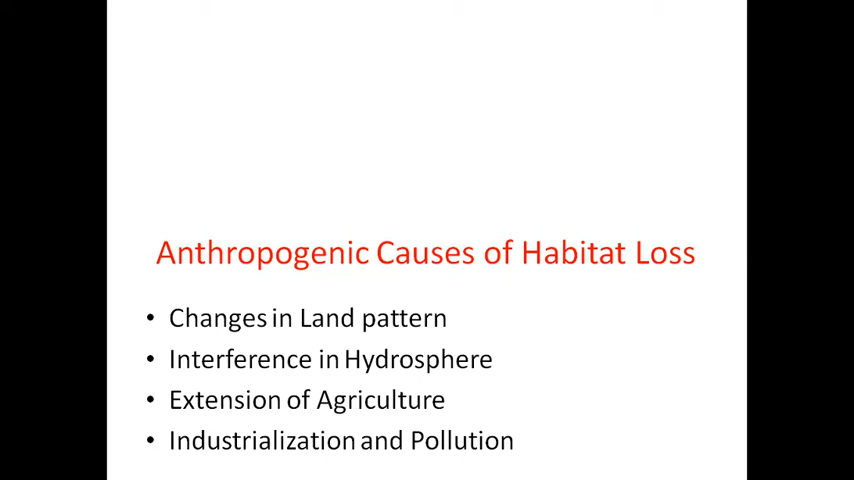 Anthropogenic Causes of Habitat Loss
• Changes in Land pattern
• Interference in Hydrosphere
• Extension of Agriculture
• Industrialization and Pollution